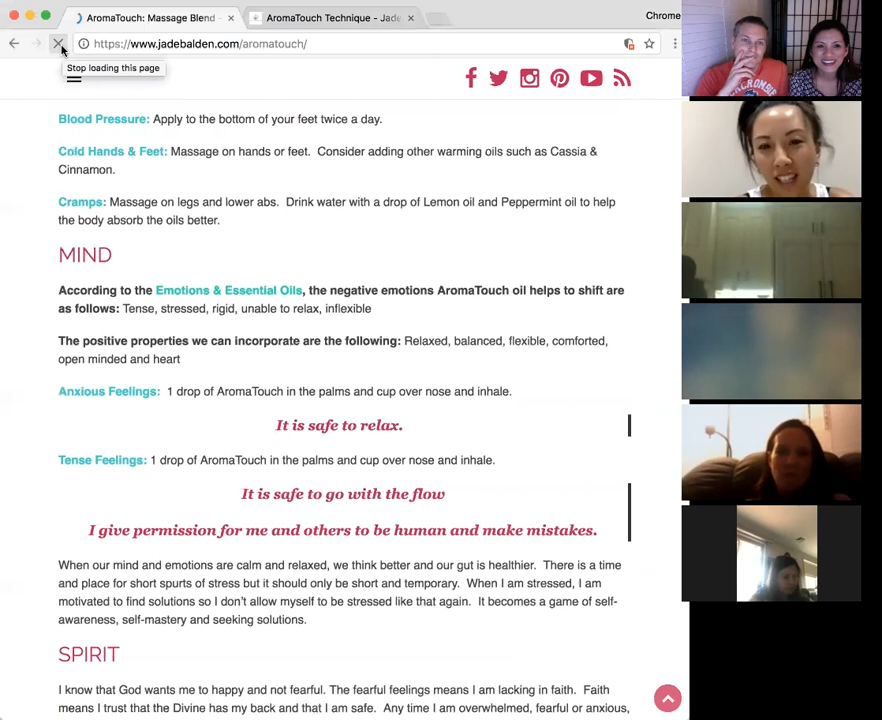 AromaTouch: Massage Blend -
AromaTouch Technique - Jade
Chrome
https://www.jadebalden.com/aromatouch/
Stop loading this page
Blood Pressure: Apply to the bottom of your feet twice a day.
Cold Hands & Feet: Massage on hands or feet.  Consider adding other warming oils such as Cassia &
Cinnamon.
Cramps: Massage on legs and lower abs.  Drink water with a drop of Lemon oil and Peppermint oil to help
the body absorb the oils better.
MIND
According to the Emotions & Essential Oils, the negative emotions AromaTouch oil helps to shift are
as follows: Tense, stressed, rigid, unable to relax, inflexible
The positive properties we can incorporate are the following: Relaxed, balanced, flexible, comforted,
open minded and heart
Anxious Feelings:  1 drop of AromaTouch in the palms and cup over nose and inhale.
It is safe to relax.
Tense Feelings: 1 drop of AromaTouch in the palms and cup over nose and inhale.
It is safe to go with the flow
I give permission for me and others to be human and make mistakes.
When our mind and emotions are calm and relaxed, we think better and our gut is healthier.  There is a time
and place for short spurts of stress but it should only be short and temporary.  When I am stressed, I am
motivated to find solutions so I don't allow myself to be stressed like that again.  It becomes a game of self-
awareness, self-mastery and seeking solutions.
SPIRIT
I know that God wants me to happy and not fearful. The fearful feelings means I am lacking in faith.  Faith
means I trust that the Divine has my back and that I am safe.  Any time I am overwhelmed, fearful or anxious,